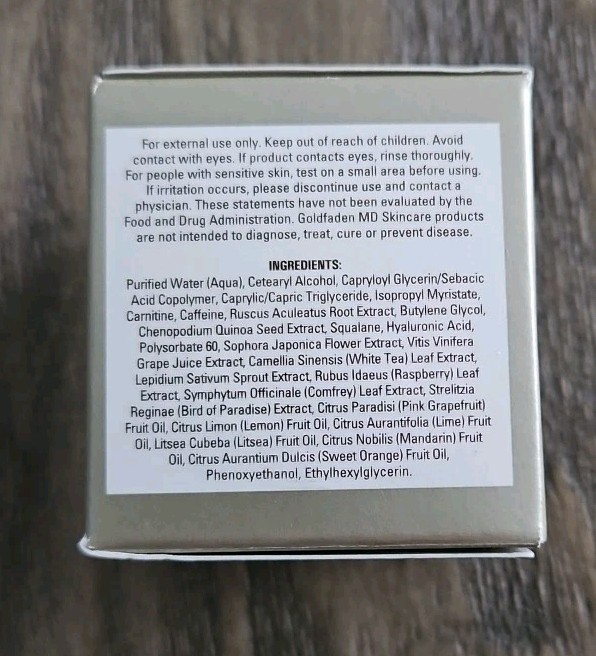 For external use only. Keep out of reach of children. Avoid
contact with eyes. If product contacts eyes, rinse thoroughly.
For people with sensitive skin, test on a small area before using.
If irritation occurs, please discontinue use and contact a
physician. These statements have not been evaluated by the
Food and Drug Administration. Goldfaden MD Skincare products
are not intended to diagnose, treat, cure or prevent disease.
INGREDIENTS:
Purified Water (Aqua), Cetearyl Alcohol, Capryloyl Glycerin/Sebacic
Acid Copolymer, Caprylic/Capric Triglyceride, Isopropyl Myristate,
Carnitine, Caffeine, Ruscus Aculeatus Root Extract, Butylene Glycol,
Chenopodium Quinoa Seed Extract, Squalane, Hyaluronic Acid,
Polysorbate 60, Sophora Japonica Flower Extract, Vitis Vinifera
Grape Juice Extract, Camellia Sinensis (White Tea) Leaf Extract,
Lepidium Sativum Sprout Extract, Rubus Idaeus (Raspberry) Leaf
Extract, Symphytum Officinale (Comfrey) Leaf Extract, Strelitzia
Reginae (Bird of Paradise) Extract, Citrus Paradisi (Pink Grapefruit)
Fruit Oil, Citrus Limon (Lemon) Fruit Oil, Citrus Aurantifolia (Lime) Fruit
Oil, Litsea Cubeba (Litsea) Fruit Oil, Citrus Nobilis (Mandarin) Fruit
Oil, Citrus Aurantium Dulcis (Sweet Orange) Fruit Oil,
Phenoxyethanol, Ethylhexylglycerin.